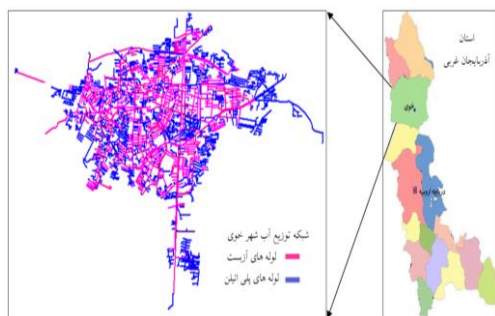 استان
آذربایجان غربی
خوی
دریاچه ارومیه
شبکه توزیع آب شهر خوی
لوله های آزبست
لوله های پلی اتیلن